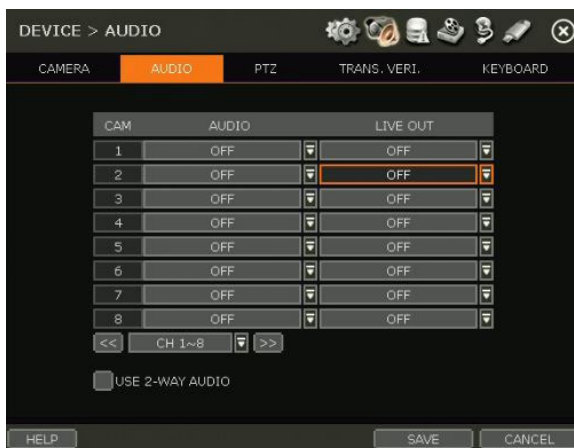 DEVICE > AUDIO
CAMERA AUDIO PTZ TRANS. VERI. KEYBOARD
CAM AUDIO LIVE OUT
1 OFF OFF
2 OFF OFF
3 OFF OFF
4 OFF OFF
5 OFF OFF
6 OFF OFF
7 OFF OFF
8 OFF OFF
<< CH 1~8 >>
USE 2-WAY AUDIO
HELP SAVE CANCEL